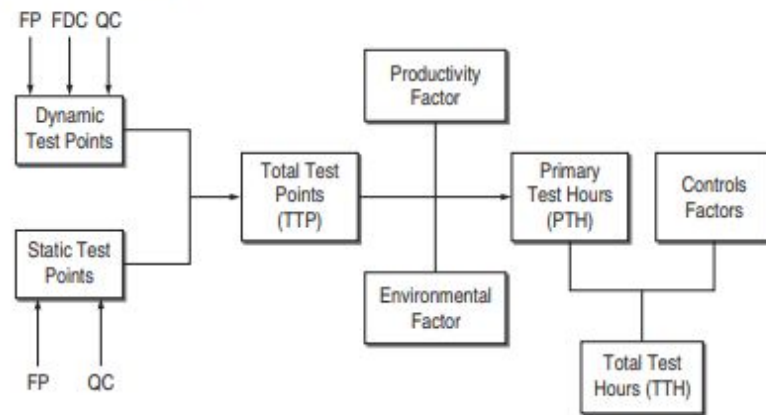 FP FDC QC
Dynamic
Test Points
Static Test
Points
FP QC
Total Test
Points
(TTP)
Productivity
Factor
Environmental
Factor
Primary
Test Hours
(PTH)
Controls
Factors
Total Test
Hours (TTH)